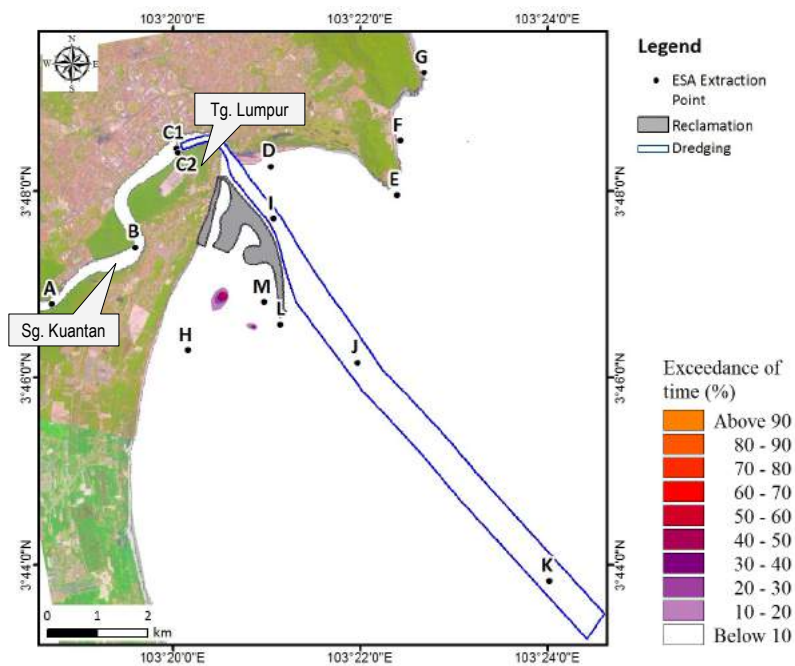 103°20'0"E 103°22'0"E 103°24'0"E
N
W E
S
G
Legend
ESA Extraction
Point
Reclamation
Dredging
Tg. Lumpur
C1
C2
D
F
E
3°48'0"N 3°48'0"N
I
B
A
M
L
Sg. Kuantan
H
J
3°46'0"N 3°46'0"N
Exceedance of
time (%)
Above 90
80 - 90
70 - 80
60 - 70
50 - 60
40 - 50
30 - 40
20 - 30
10 - 20
Below 10
K
3°44'0"N 3°44'0"N
0 1 2
km
103°20'0"E 103°22'0"E 103°24'0"E